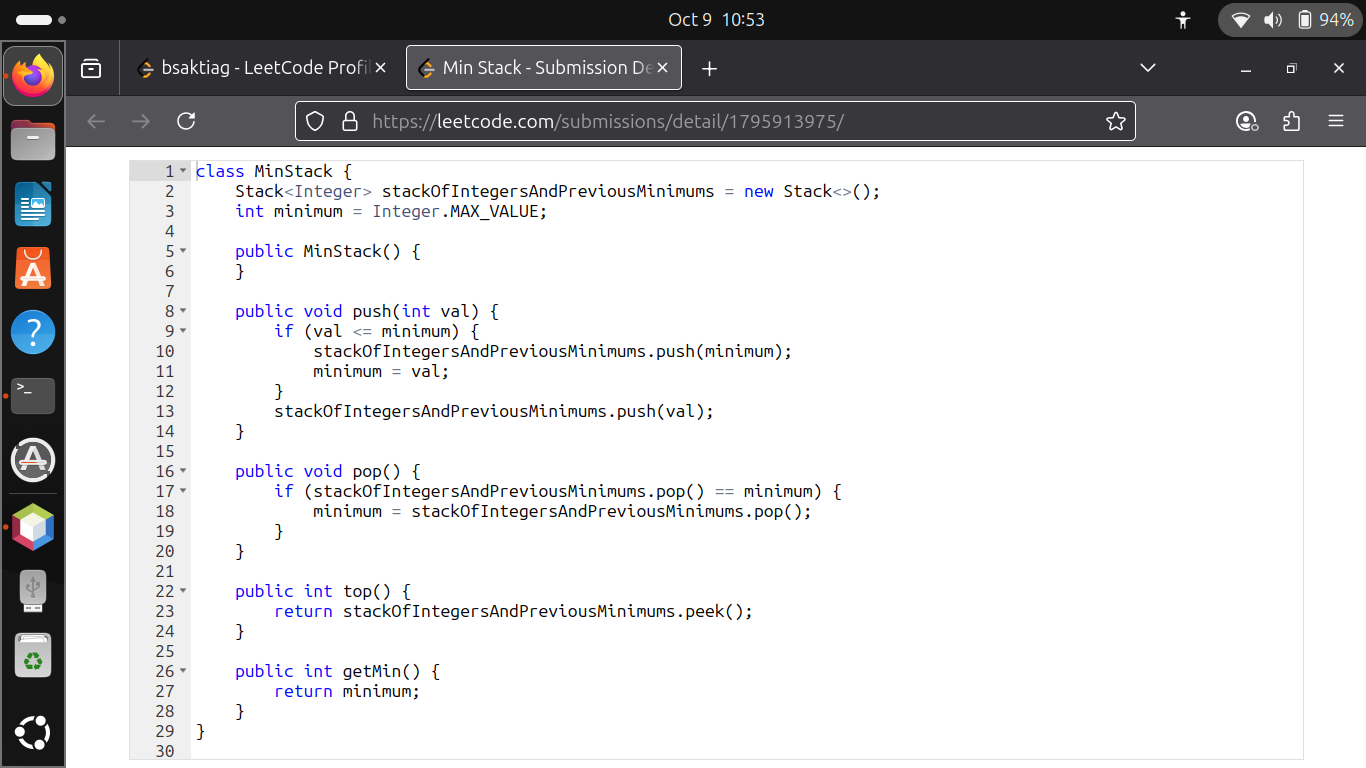 Oct 9 10:53
94%
bsaktiag - LeetCode Profil
Min Stack - Submission De
https://leetcode.com/submissions/detail/1795913975/
1 class MinStack {
2     Stack<Integer> stackOfIntegersAndPreviousMinimums = new Stack<>();
3     int minimum = Integer.MAX_VALUE;
4
5     public MinStack() {
6     }
7
8     public void push(int val) {
9         if (val <= minimum) {
10             stackOfIntegersAndPreviousMinimums.push(minimum);
11             minimum = val;
12         }
13         stackOfIntegersAndPreviousMinimums.push(val);
14     }
15
16     public void pop() {
17         if (stackOfIntegersAndPreviousMinimums.pop() == minimum) {
18             minimum = stackOfIntegersAndPreviousMinimums.pop();
19         }
20     }
21
22     public int top() {
23         return stackOfIntegersAndPreviousMinimums.peek();
24     }
25
26     public int getMin() {
27         return minimum;
28     }
29 }
30